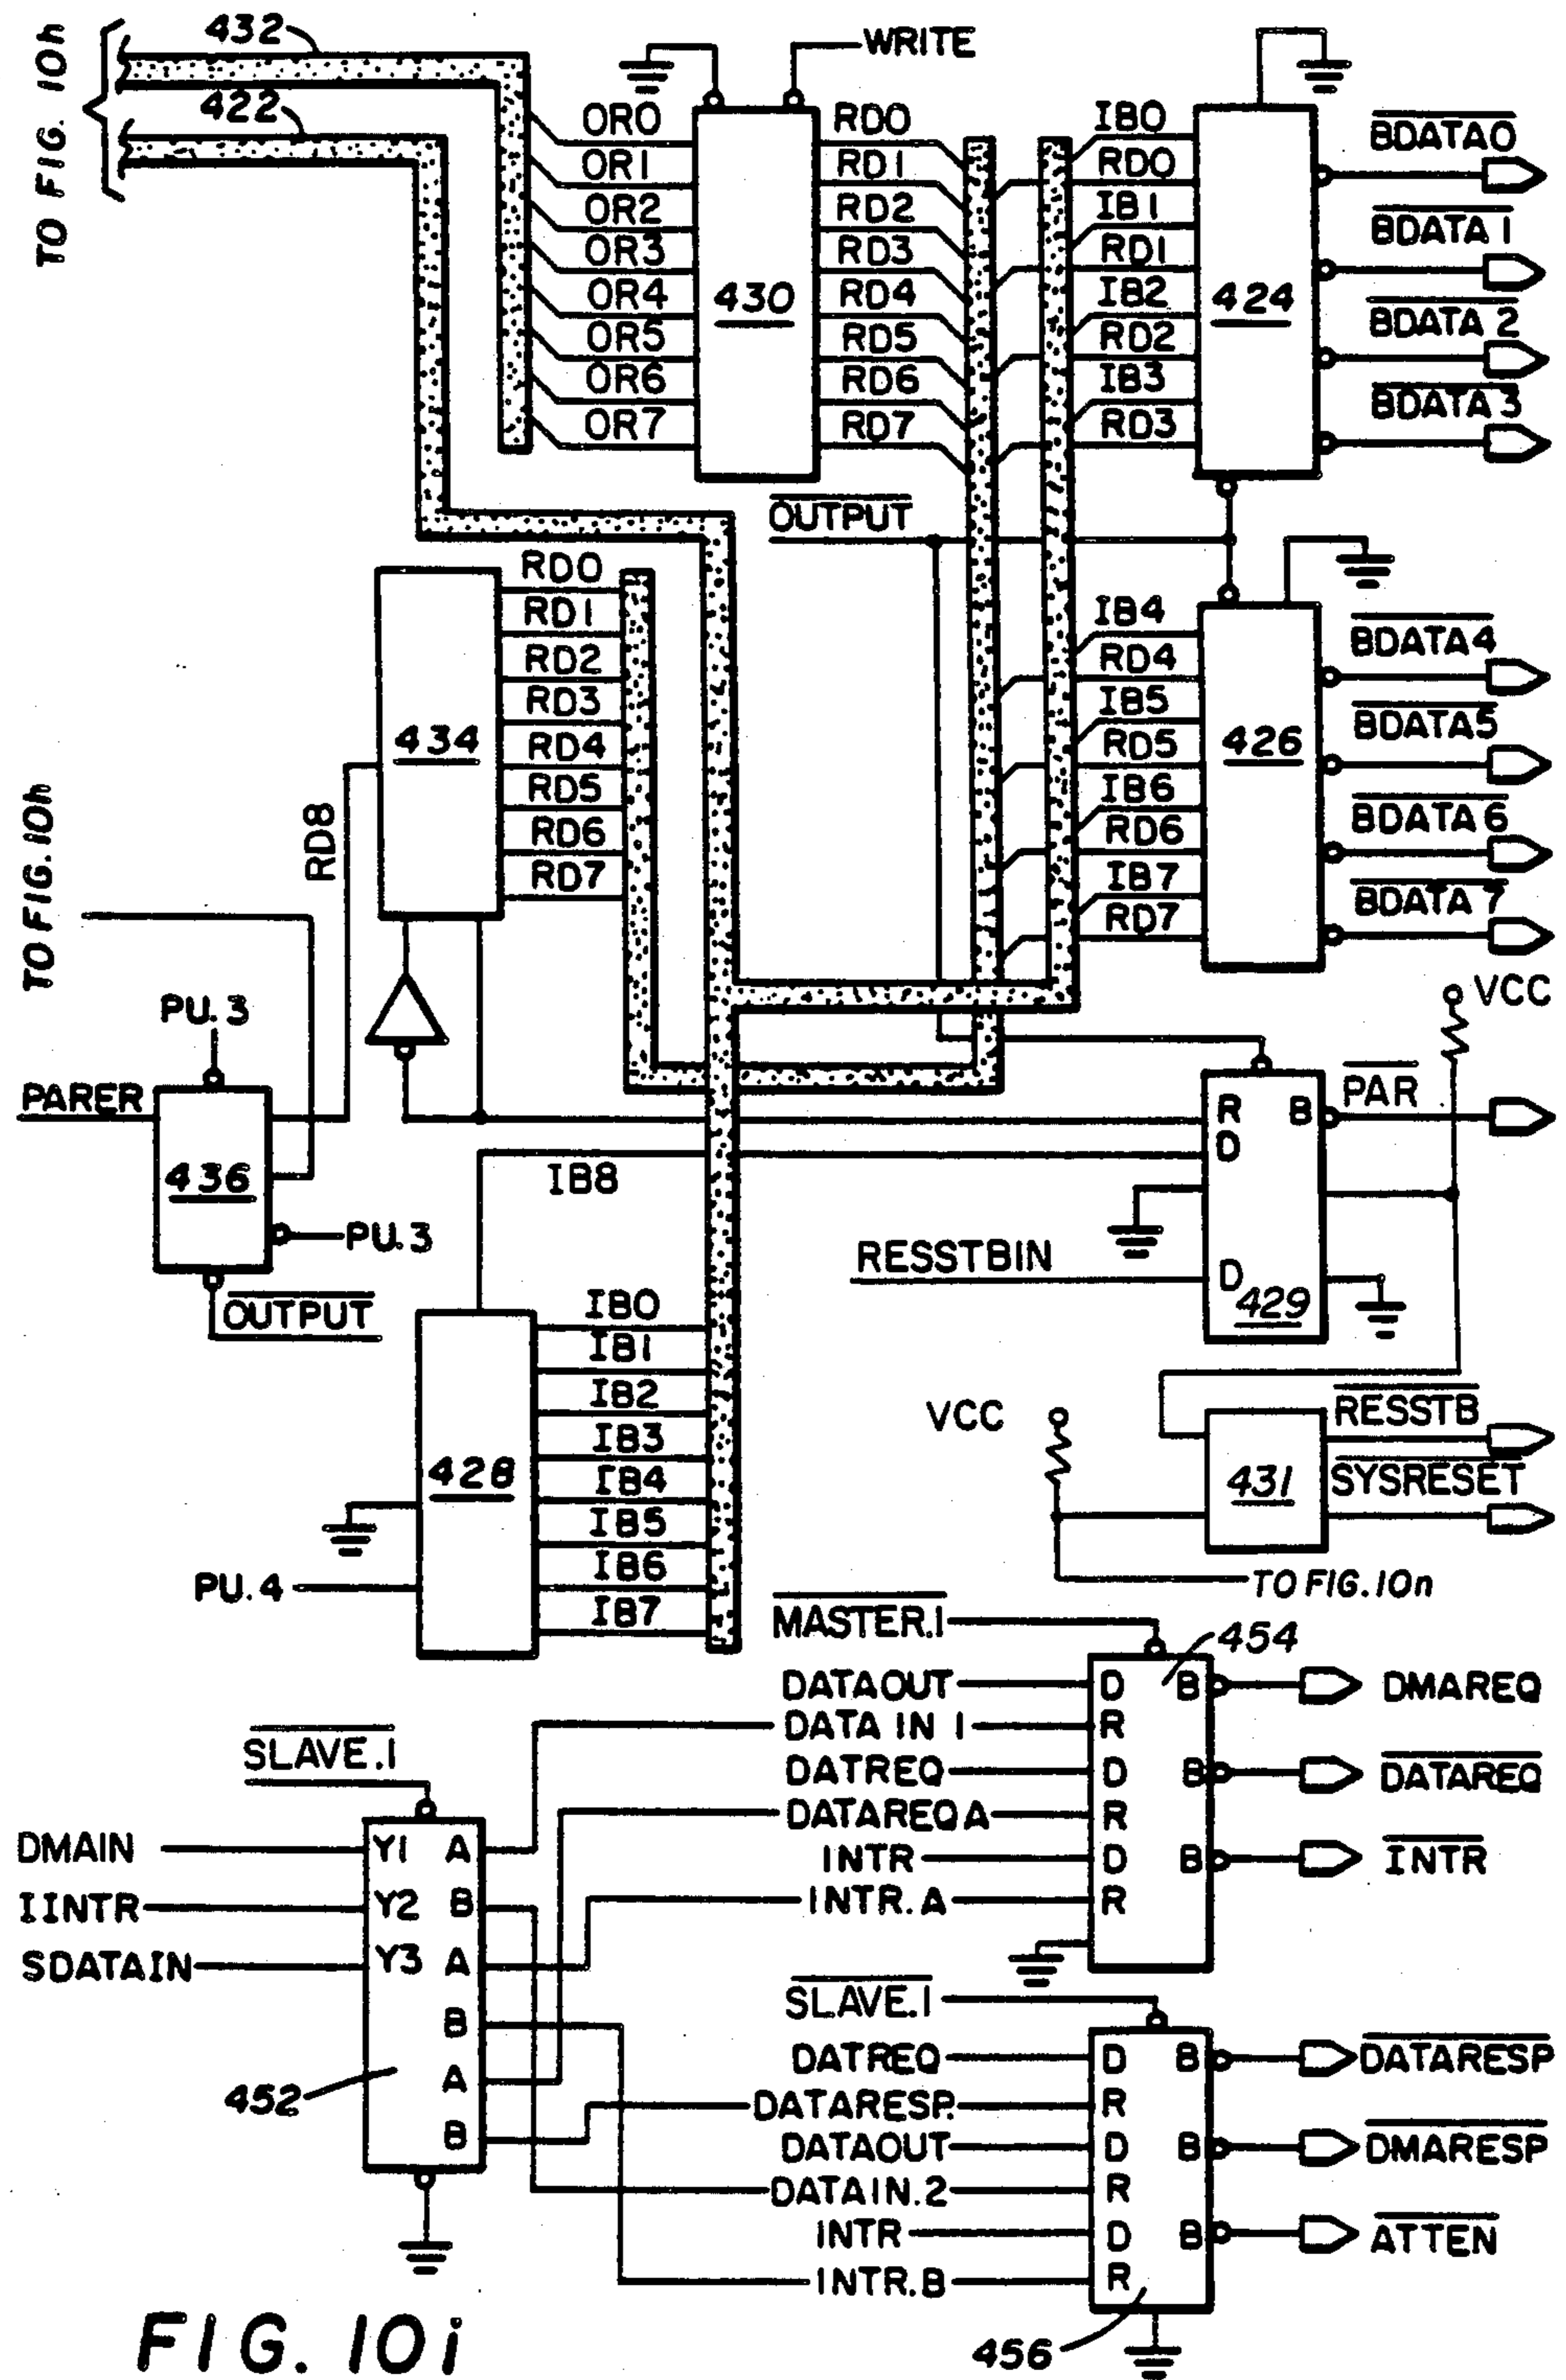 TO FIG. 10h
432
422
WRITE
OR0
OR1
OR2
OR3
OR4
OR5
OR6
OR7
430
RD0
RD1
RD2
RD3
RD4
RD5
RD6
RD7
IB0
RD0
IB1
RD1
IB2
RD2
IB3
RD3
424
BDATA0
BDATA1
BDATA2
BDATA3
OUTPUT
434
RD0
RD1
RD2
RD3
RD4
RD5
RD6
RD7
IB4
RD4
IB5
RD5
IB6
RD6
IB7
RD7
426
BDATA4
BDATA5
BDATA6
BDATA7
TO FIG. 10h
RD8
PU.3
PARER
436
PU.3
OUTPUT
VCC
R B
D
D
429
PAR
IB8
RESSTBIN
IB0
IB1
IB2
IB3
IB4
IB5
IB6
IB7
428
PU.4
VCC
431
RESSTB
SYSRESET
TO FIG. 10n
MASTER.1
454
DATAOUT D B DMAREQ
DATA IN 1 R
DATREQ D B DATAREQ
DATAREQ A R
INTR D B INTR
INTR. A R
SLAVE.1
DMAIN Y1 A
IINTR Y2 B
SDATAIN Y3 A
B
A
B
452
SLAVE.1
DATREQ D B DATARESP
DATARESP. R
DATAOUT D B DMARESP
DATAIN.2 R
INTR D B ATTEN
INTR.B R
456
FIG. 10i